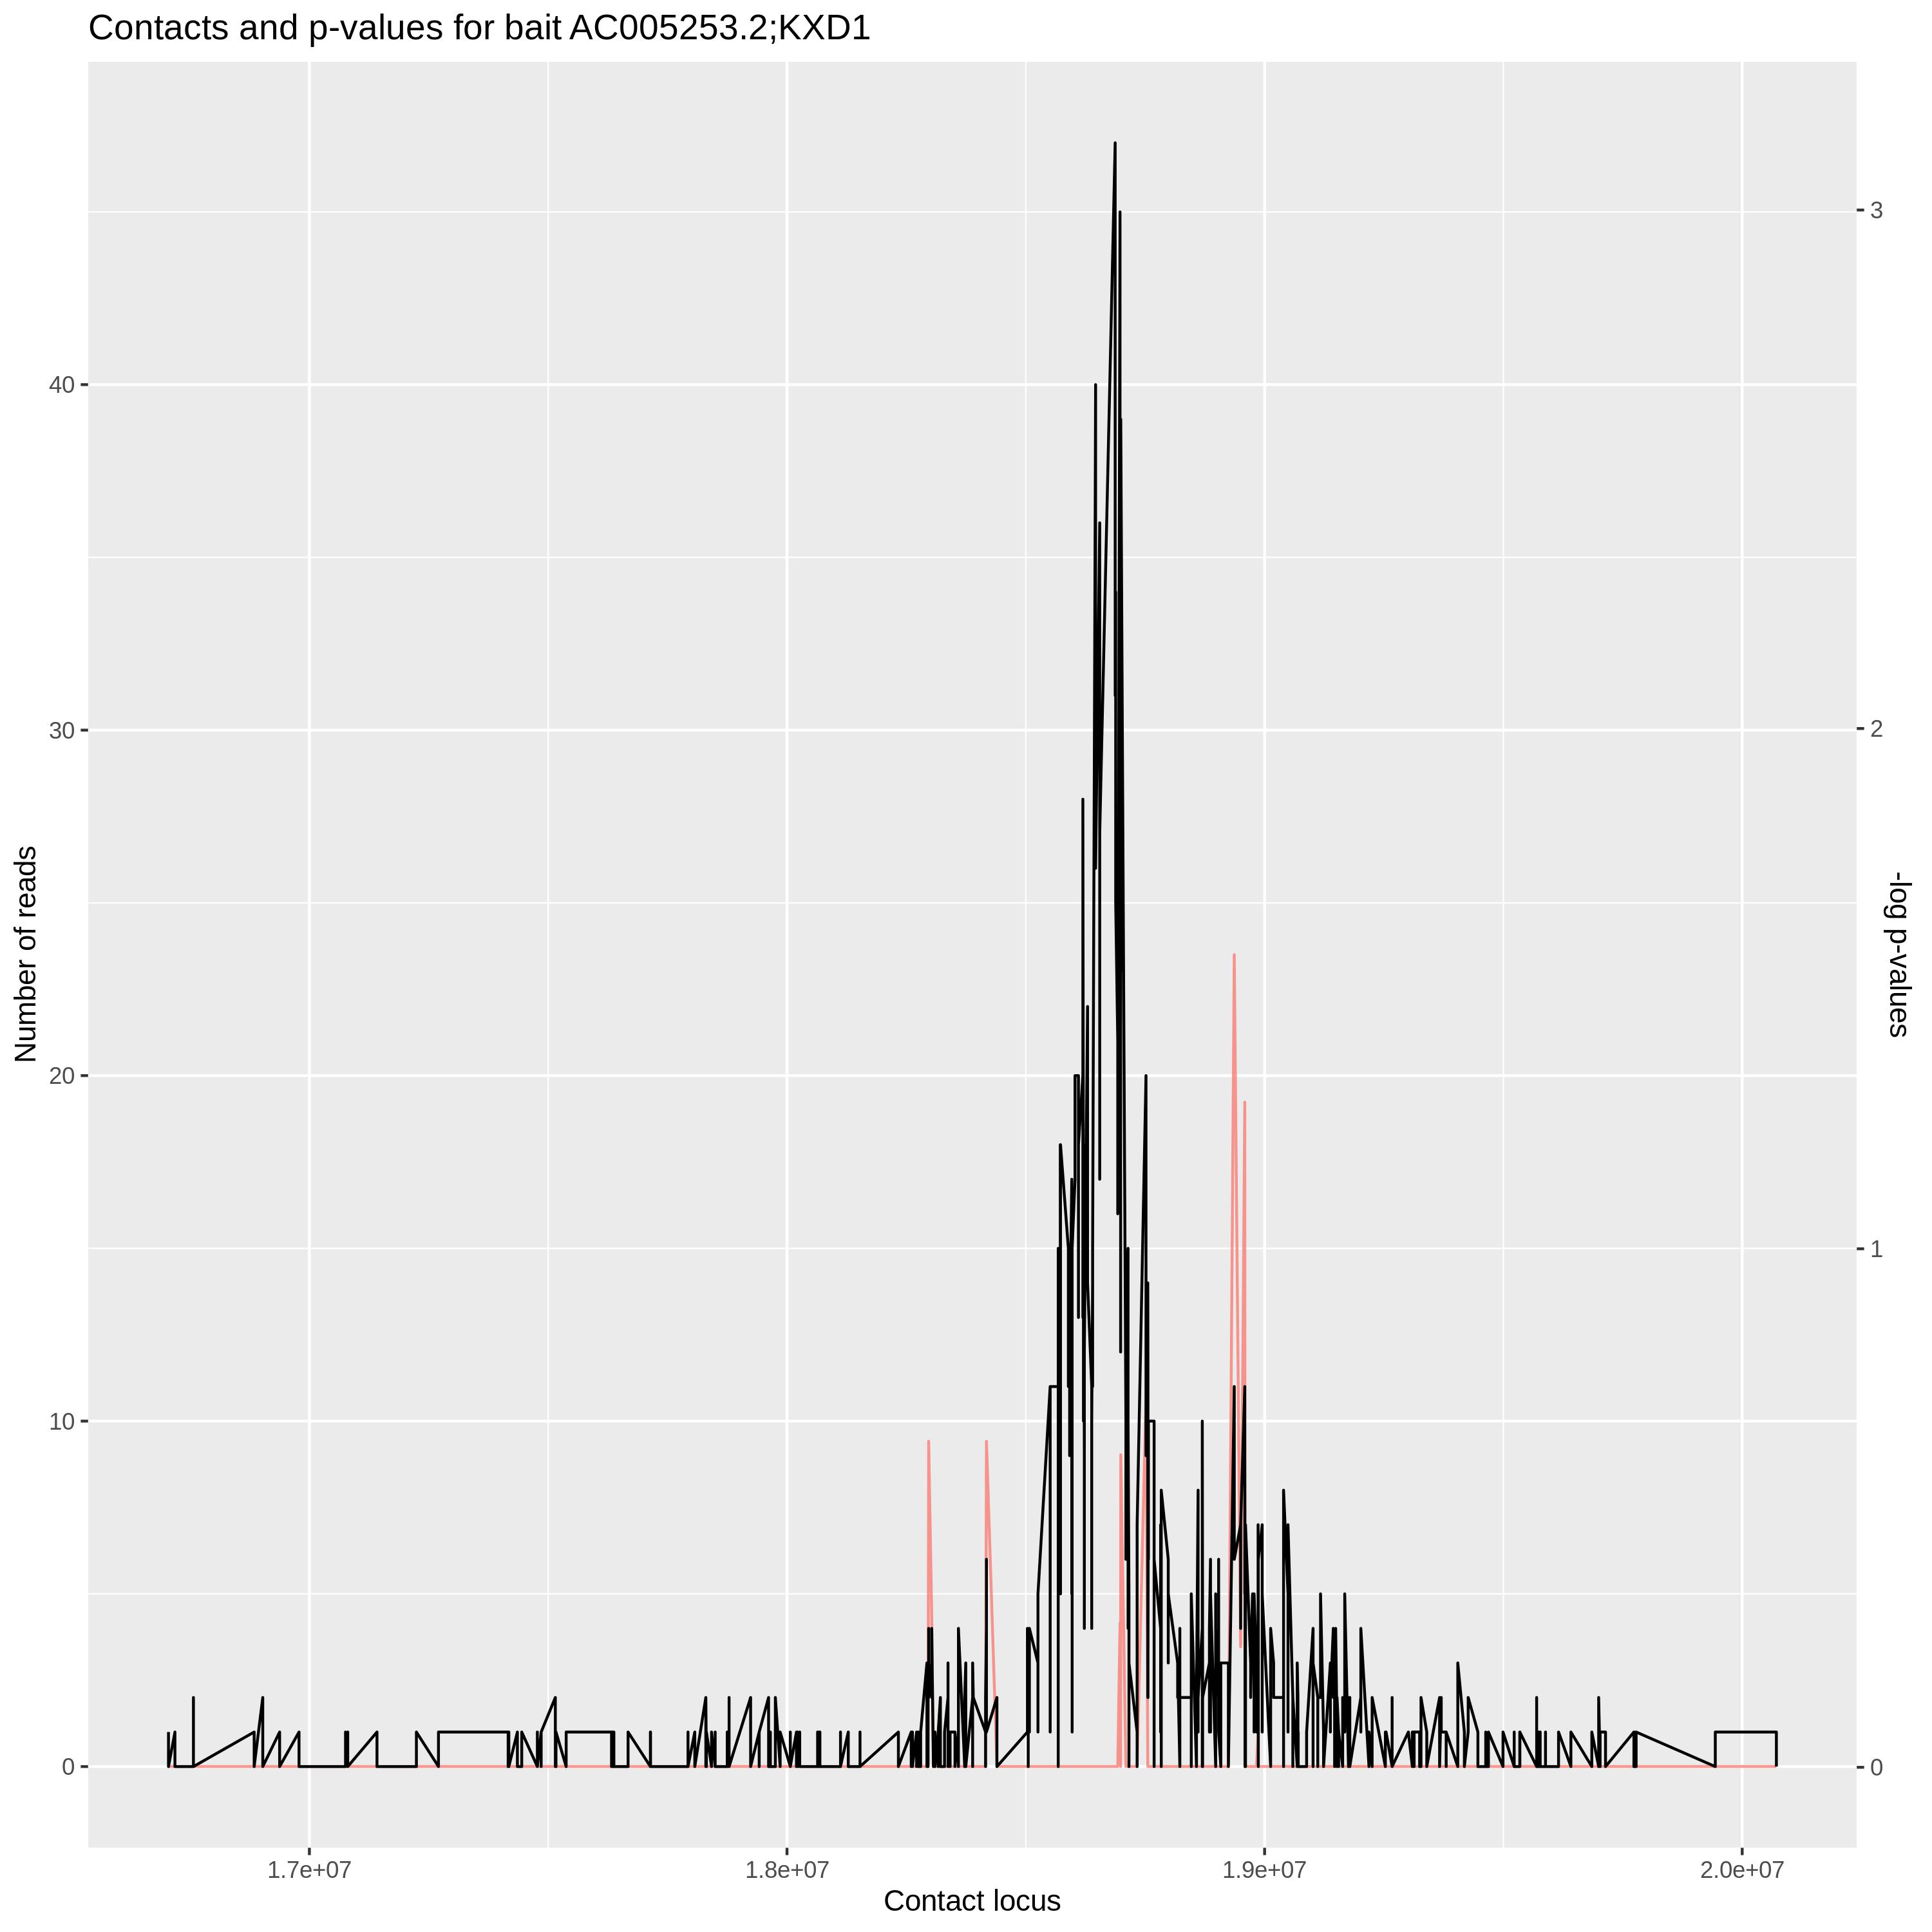 Contacts and p-values for bait AC005253.2;KXD1
Number of reads
40
30
20
10
0
3
2
1
0
-log p-values
1.7e+07 1.8e+07 1.9e+07 2.0e+07
Contact locus